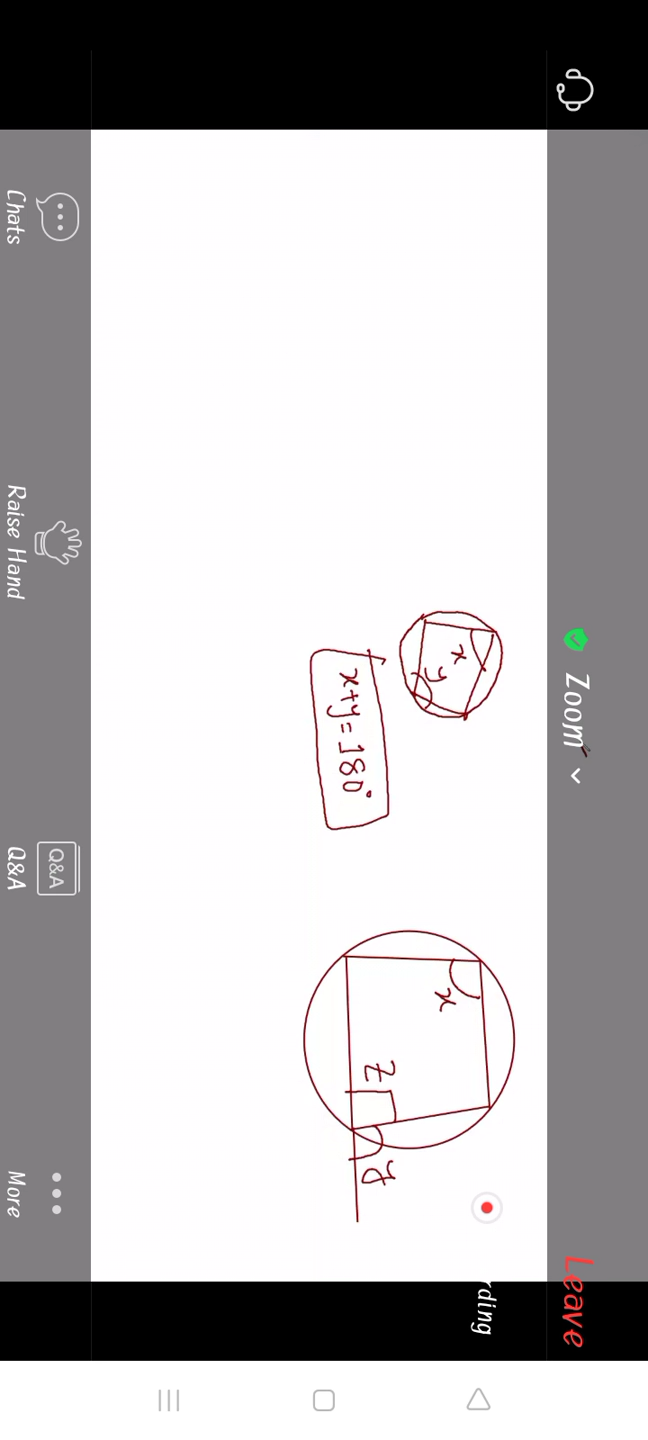 Zoom
Leave
rding
x
y
x+y=180°
x
z
y
Chats
Raise Hand
Q&A
Q&A
More